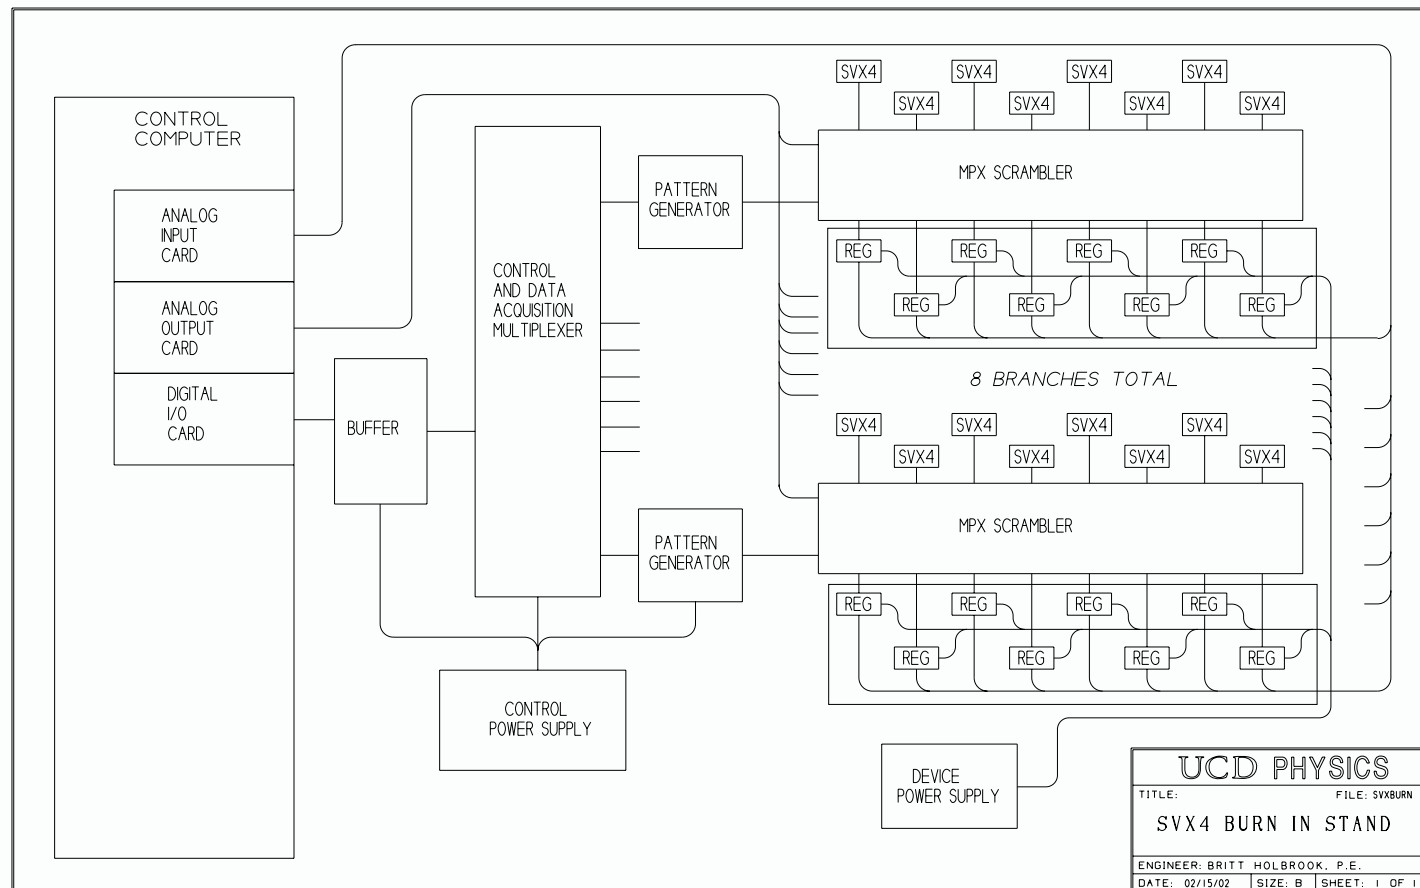 CONTROL
COMPUTER
ANALOG
INPUT
CARD
ANALOG
OUTPUT
CARD
DIGITAL
I/O
CARD
BUFFER
CONTROL
AND DATA
ACQUISITION
MULTIPLEXER
PATTERN
GENERATOR
PATTERN
GENERATOR
CONTROL
POWER SUPPLY
SVX4 SVX4 SVX4 SVX4
SVX4 SVX4 SVX4 SVX4
MPX SCRAMBLER
REG REG REG REG
REG REG REG REG
8 BRANCHES TOTAL
SVX4 SVX4 SVX4 SVX4
SVX4 SVX4 SVX4 SVX4
MPX SCRAMBLER
REG REG REG REG
REG REG REG REG
DEVICE
POWER SUPPLY
UCD PHYSICS
TITLE: FILE: SVXBURN
SVX4 BURN IN STAND
ENGINEER: BRITT HOLBROOK, P.E.
DATE: 02/15/02 SIZE: B SHEET: 1 OF 1